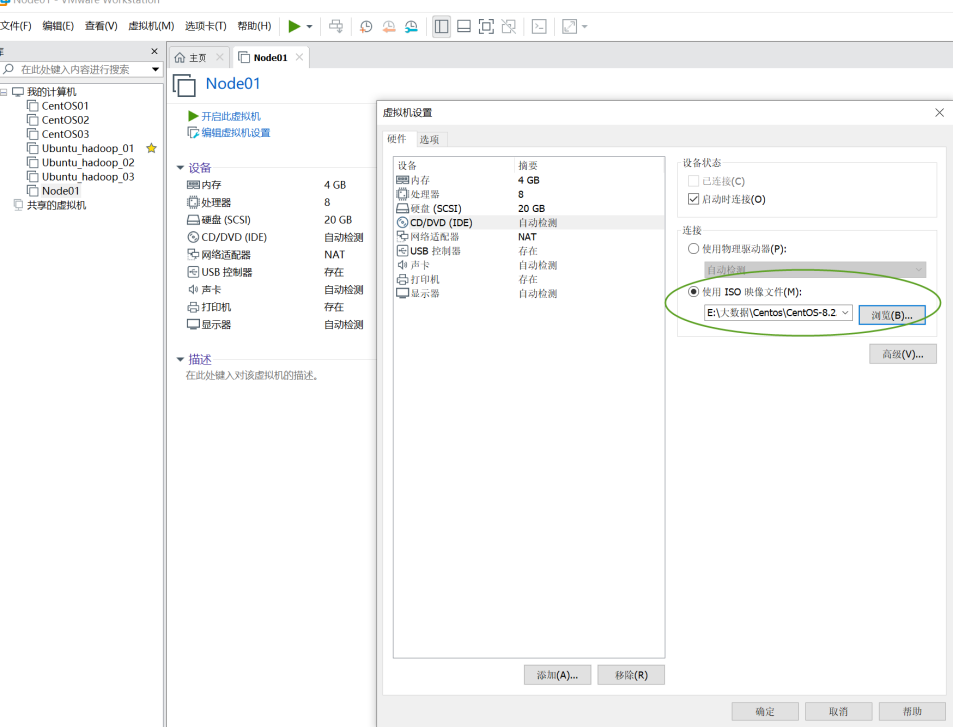 Node01 - VMware Workstation
文件(F) 编辑(E) 查看(V) 虚拟机(M) 选项卡(T) 帮助(H)
库
在此处键入内容进行搜索
我的计算机
CentOS01
CentOS02
CentOS03
Ubuntu_hadoop_01
Ubuntu_hadoop_02
Ubuntu_hadoop_03
Node01
共享的虚拟机
主页 Node01
Node01
开启此虚拟机
编辑虚拟机设置
设备
内存 4 GB
处理器 8
硬盘 (SCSI) 20 GB
CD/DVD (IDE) 自动检测
网络适配器 NAT
USB 控制器 存在
声卡 自动检测
打印机 存在
显示器 自动检测
描述
在此处键入对该虚拟机的描述。
虚拟机设置
硬件 选项
设备 摘要
内存 4 GB
处理器 8
硬盘 (SCSI) 20 GB
CD/DVD (IDE) 自动检测
网络适配器 NAT
USB 控制器 存在
声卡 自动检测
打印机 存在
显示器 自动检测
添加(A)... 移除(R)
设备状态
已连接(C)
启动时连接(O)
连接
使用物理驱动器(P):
自动检测
使用 ISO 映像文件(M):
E:\大数据\Centos\CentOS-8.2. 浏览(B)...
高级(V)...
确定 取消 帮助